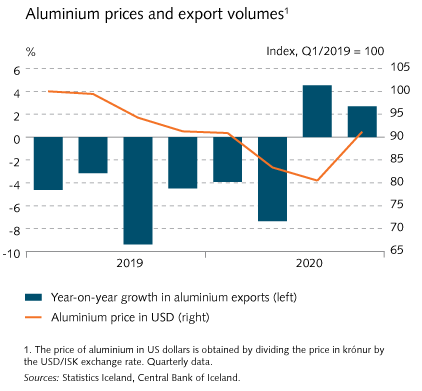 Aluminium prices and export volumes¹
% Index, Q1/2019 = 100
6 105
4 100
2 95
0 90
-2 85
-4 80
-6 75
-8 70
-10 65
2019 2020
Year-on-year growth in aluminium exports (left)
Aluminium price in USD (right)
1. The price of aluminium in US dollars is obtained by dividing the price in krónur by
the USD/ISK exchange rate. Quarterly data.
Sources: Statistics Iceland, Central Bank of Iceland.